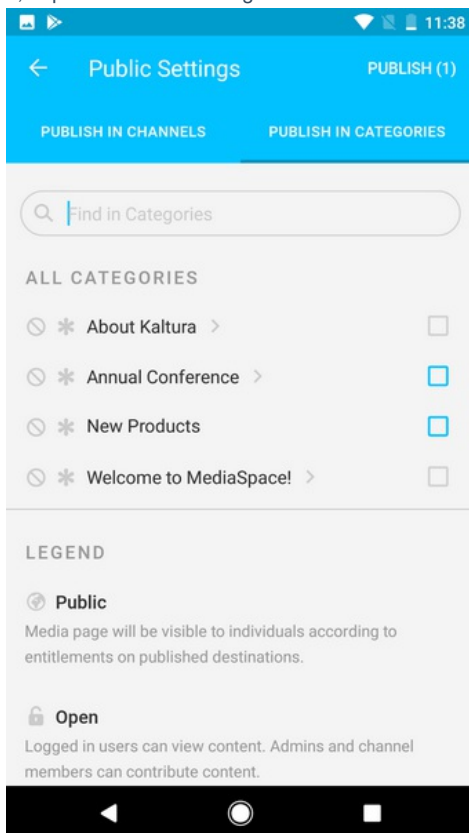 11:38
Public Settings
PUBLISH (1)
PUBLISH IN CHANNELS
PUBLISH IN CATEGORIES
Find in Categories
ALL CATEGORIES
About Kaltura >
Annual Conference >
New Products
Welcome to MediaSpace! >
LEGEND
Public
Media page will be visible to individuals according to
entitlements on published destinations.
Open
Logged in users can view content. Admins and channel
members can contribute content.